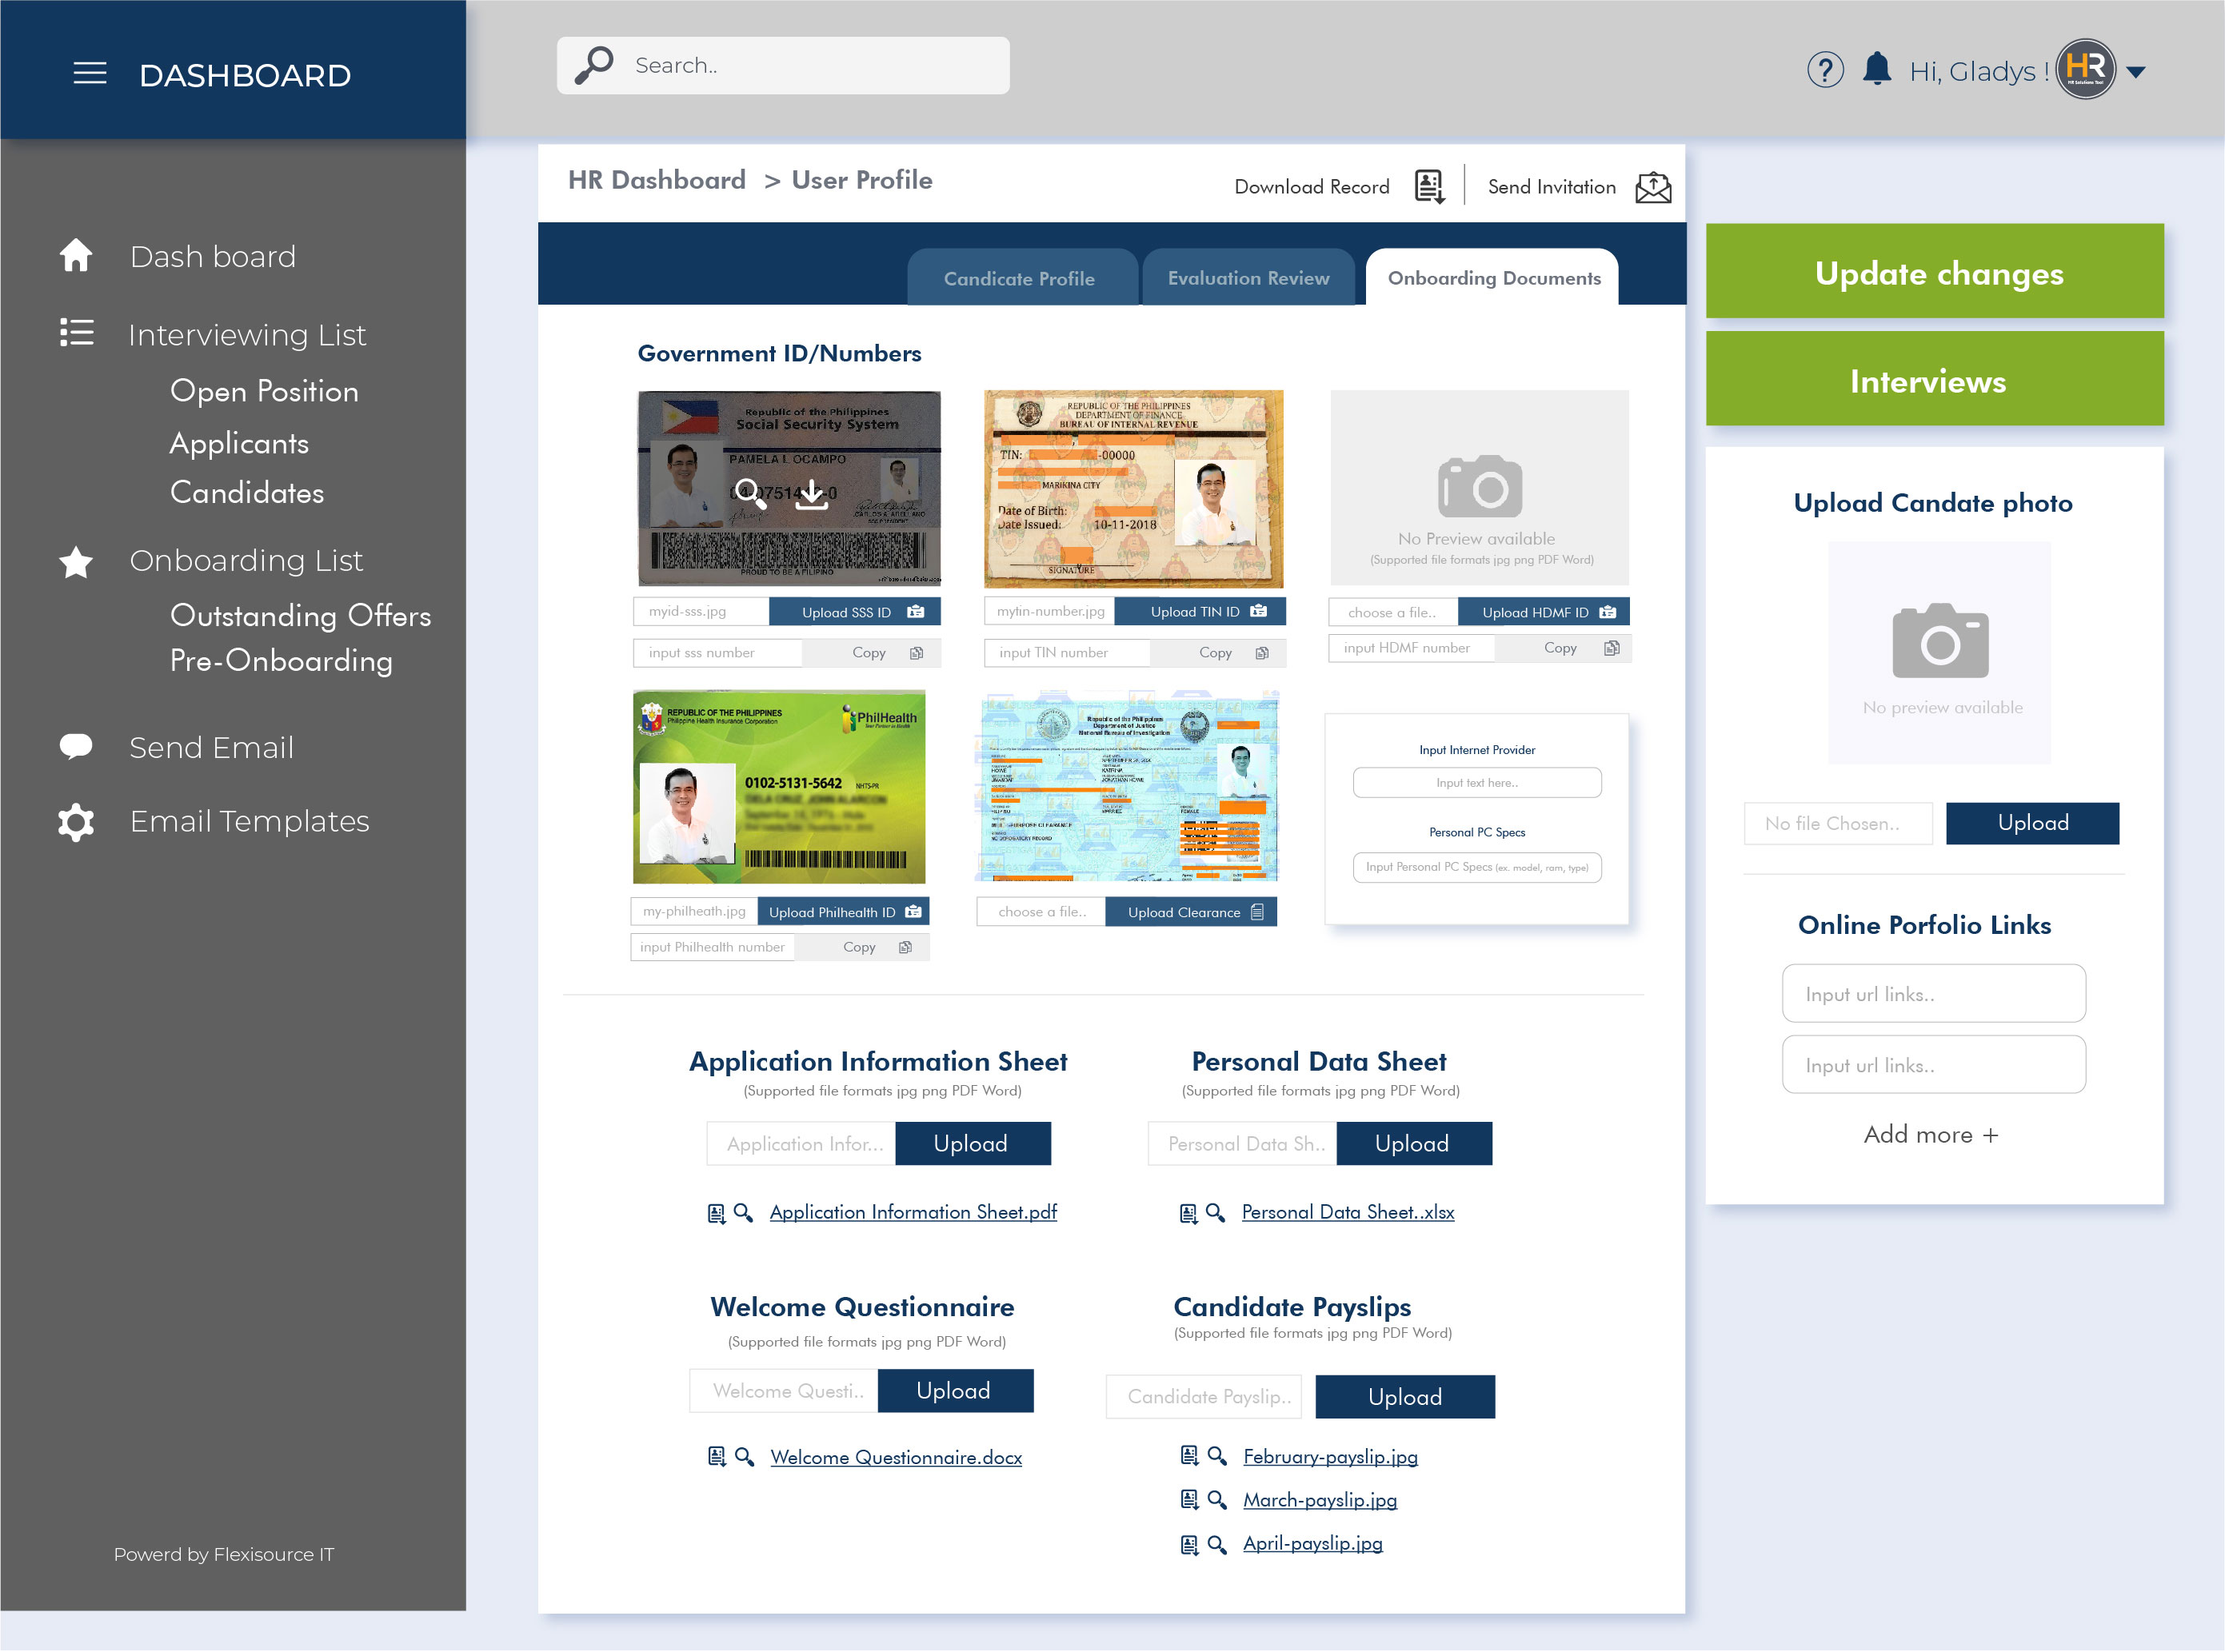 DASHBOARD
Search..
?
Hi, Gladys !
HR
HR Solutions Tool
Dash board
Interviewing List
Open Position
Applicants
Candidates
Onboarding List
Outstanding Offers
Pre-Onboarding
Send Email
Email Templates
Powerd by Flexisource IT
HR Dashboard > User Profile
Download Record
Send Invitation
Candicate Profile
Evaluation Review
Onboarding Documents
Government ID/Numbers
Republic of the Philippines
Social Security System
PAMELA L OCAMPO
PROUD TO BE A FILIPINO
REPUBLIC OF THE PHILIPPINES
DEPARTMENT OF FINANCE
BUREAU OF INTERNAL REVENUE
TIN: -00000
MARIKINA CITY
Date of Birth:
Date Issued: 10-11-2018
SIGNATURE
No Preview available
(Supported file formats jpg png PDF Word)
myid-sss.jpg
Upload SSS ID
mytin-number.jpg
Upload TIN ID
choose a file..
Upload HDMF ID
input sss number
Copy
input TIN number
Copy
input HDMF number
Copy
REPUBLIC OF THE PHILIPPINES
Philippine Health Insurance Corporation
PhilHealth
Your Partner in Health
0102-5131-5642
NHTS-PR
Republic of the Philippines
Department of Justice
National Bureau of Investigation
Input Internet Provider
Input text here..
Personal PC Specs
Input Personal PC Specs (ex. model, ram, type)
my-philheath.jpg
Upload Philhealth ID
choose a file..
Upload Clearance
input Philhealth number
Copy
Application Information Sheet
(Supported file formats jpg png PDF Word)
Application Infor...
Upload
Application Information Sheet.pdf
Personal Data Sheet
(Supported file formats jpg png PDF Word)
Personal Data Sh..
Upload
Personal Data Sheet..xlsx
Welcome Questionnaire
(Supported file formats jpg png PDF Word)
Welcome Questi..
Upload
Welcome Questionnaire.docx
Candidate Payslips
(Supported file formats jpg png PDF Word)
Candidate Payslip..
Upload
February-payslip.jpg
March-payslip.jpg
April-payslip.jpg
Update changes
Interviews
Upload Candate photo
No preview available
No file Chosen..
Upload
Online Porfolio Links
Input url links..
Input url links..
Add more +